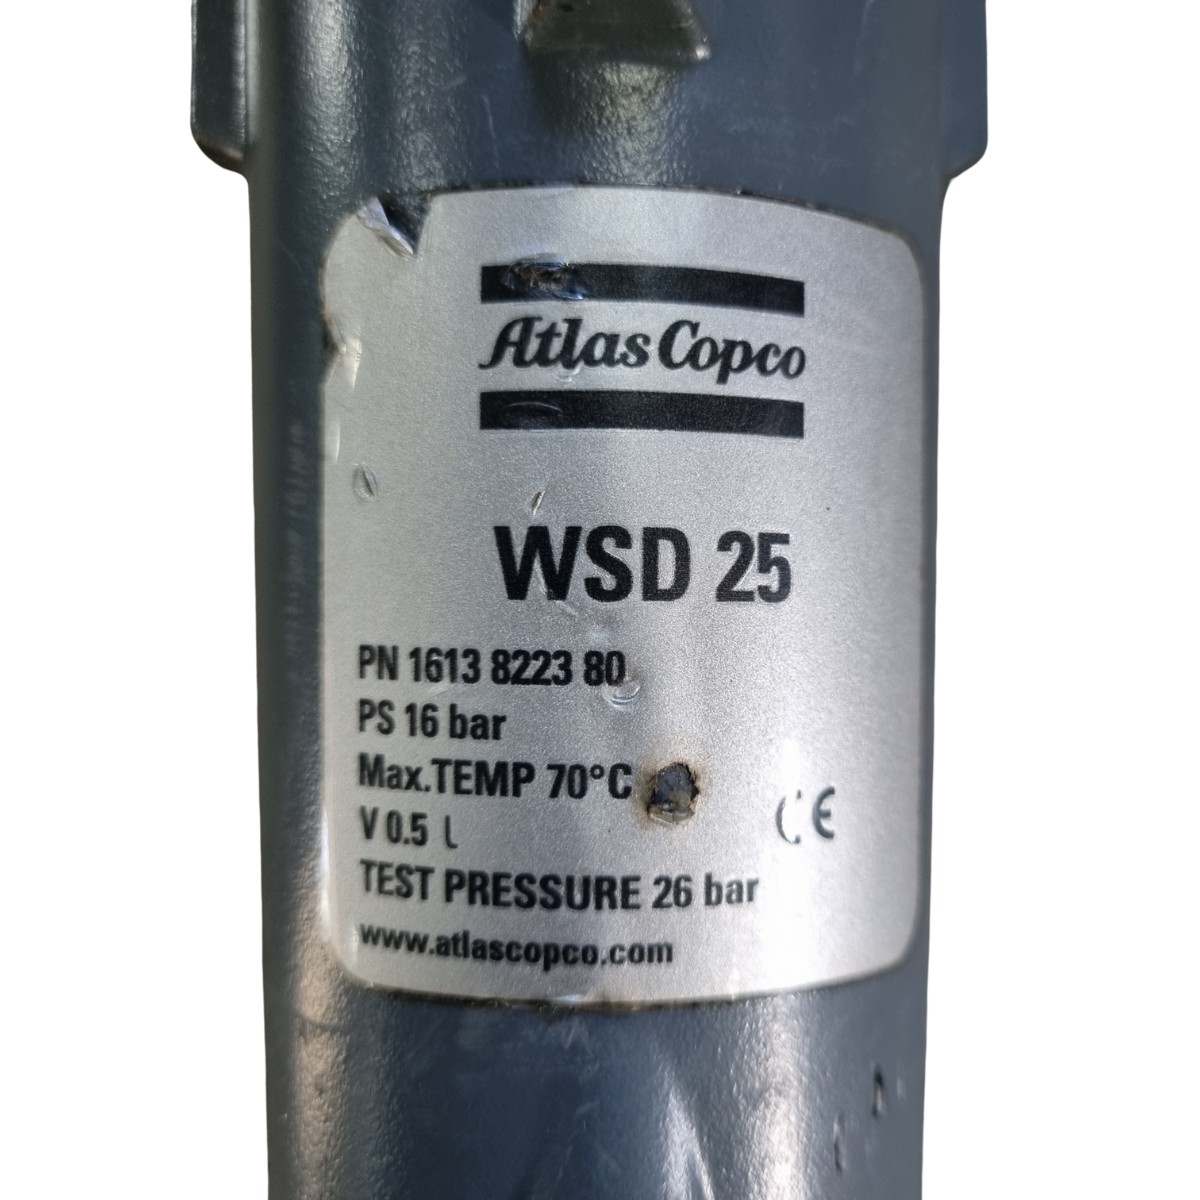 Atlas Copco
WSD 25
PN 1613 8223 80
PS 16 bar
Max.TEMP 70°C
V 0.5 l
TEST PRESSURE 26 bar
CE
www.atlascopco.com